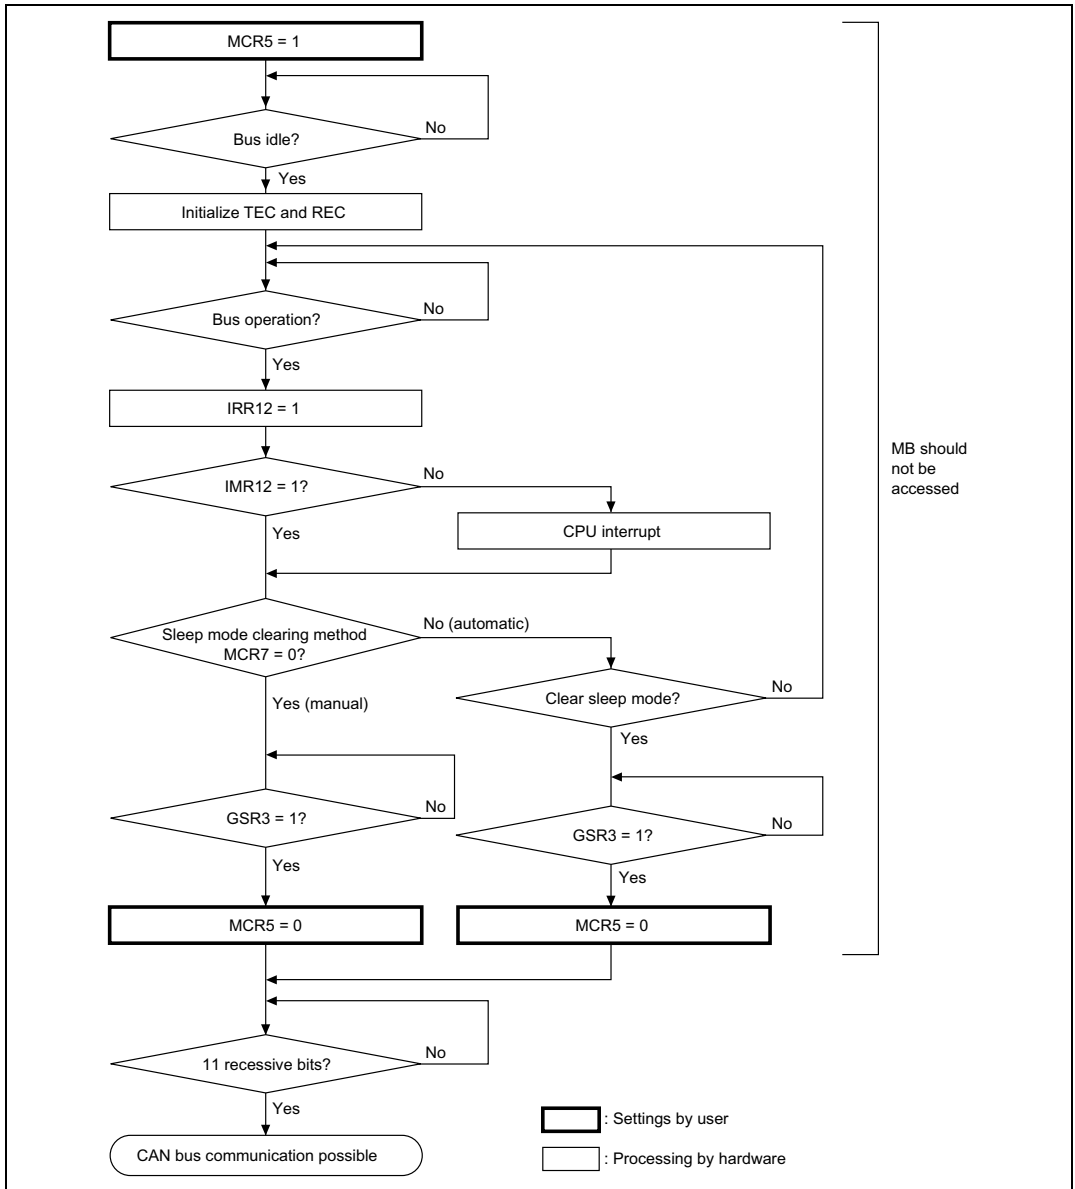 MCR5 = 1
Bus idle?
No
Yes
Initialize TEC and REC
Bus operation?
No
Yes
IRR12 = 1
IMR12 = 1?
No
Yes
CPU interrupt
MB should
not be
accessed
Sleep mode clearing method
MCR7 = 0?
No (automatic)
Yes (manual)
Clear sleep mode?
No
Yes
GSR3 = 1?
No
Yes
GSR3 = 1?
No
Yes
MCR5 = 0
MCR5 = 0
11 recessive bits?
No
Yes
CAN bus communication possible
: Settings by user
: Processing by hardware